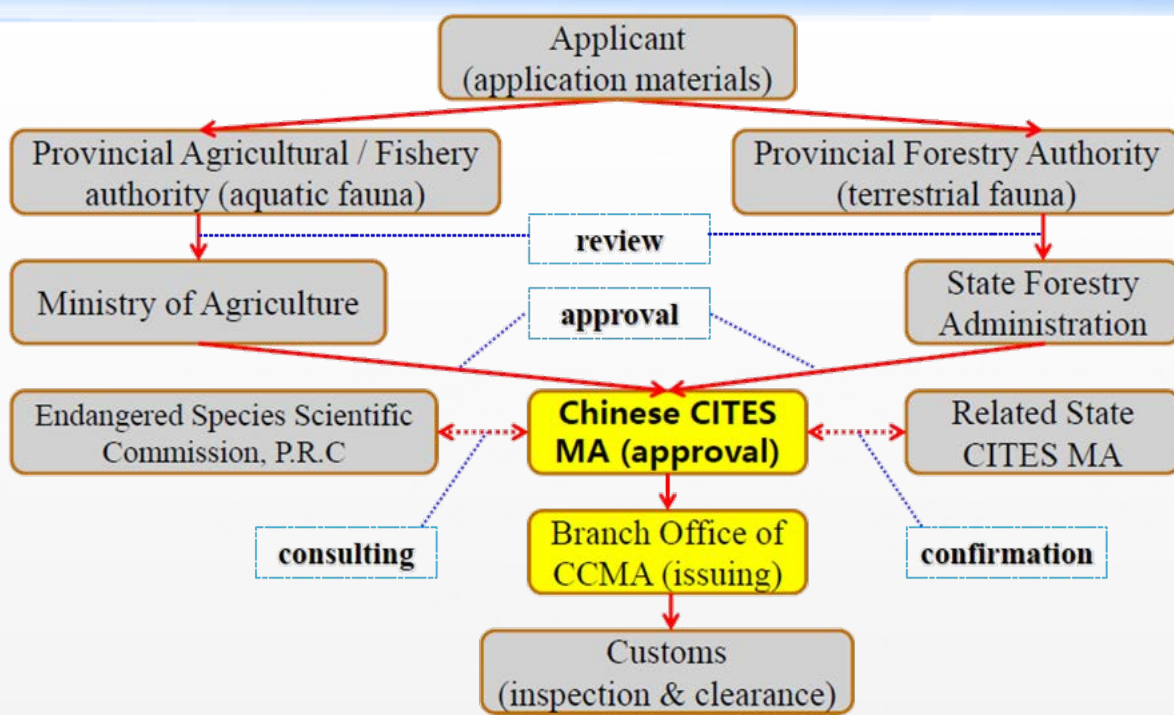 Applicant
(application materials)
Provincial Agricultural / Fishery
authority (aquatic fauna)
Provincial Forestry Authority
(terrestrial fauna)
review
Ministry of Agriculture
State Forestry
Administration
approval
Endangered Species Scientific
Commission, P.R.C
Chinese CITES
MA (approval)
Related State
CITES MA
consulting
Branch Office of
CCMA (issuing)
confirmation
Customs
(inspection & clearance)